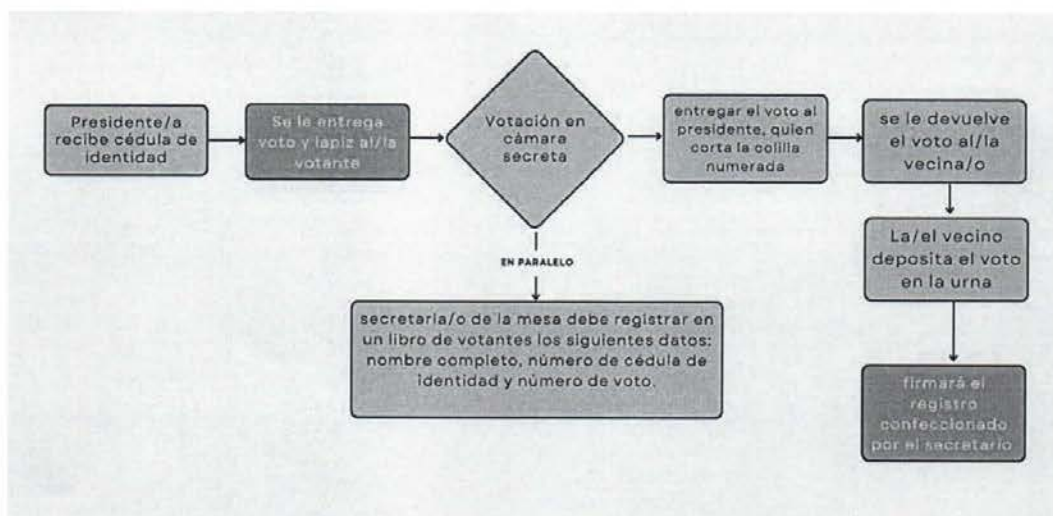 Presidente/a
recibe cédula de
identidad
Se le entrega
voto y lapiz al/la
votante
Votación en
cámara
secreta
entregar el voto al
presidente, quien
corta la colilla
numerada
se le devuelve
el voto al/la
vecina/o
La/el vecino
deposita el voto
en la urna
firmará el
registro
confeccionado
por el secretario
EN PARALELO
secretaria/o de la mesa debe registrar en
un libro de votantes los siguientes datos:
nombre completo, número de cédula de
identidad y número de voto.